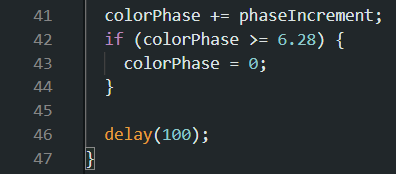 41 colorPhase += phaseIncrement;
42 if (colorPhase >= 6.28) {
43 colorPhase = 0;
44 }
45
46 delay(100);
47 }